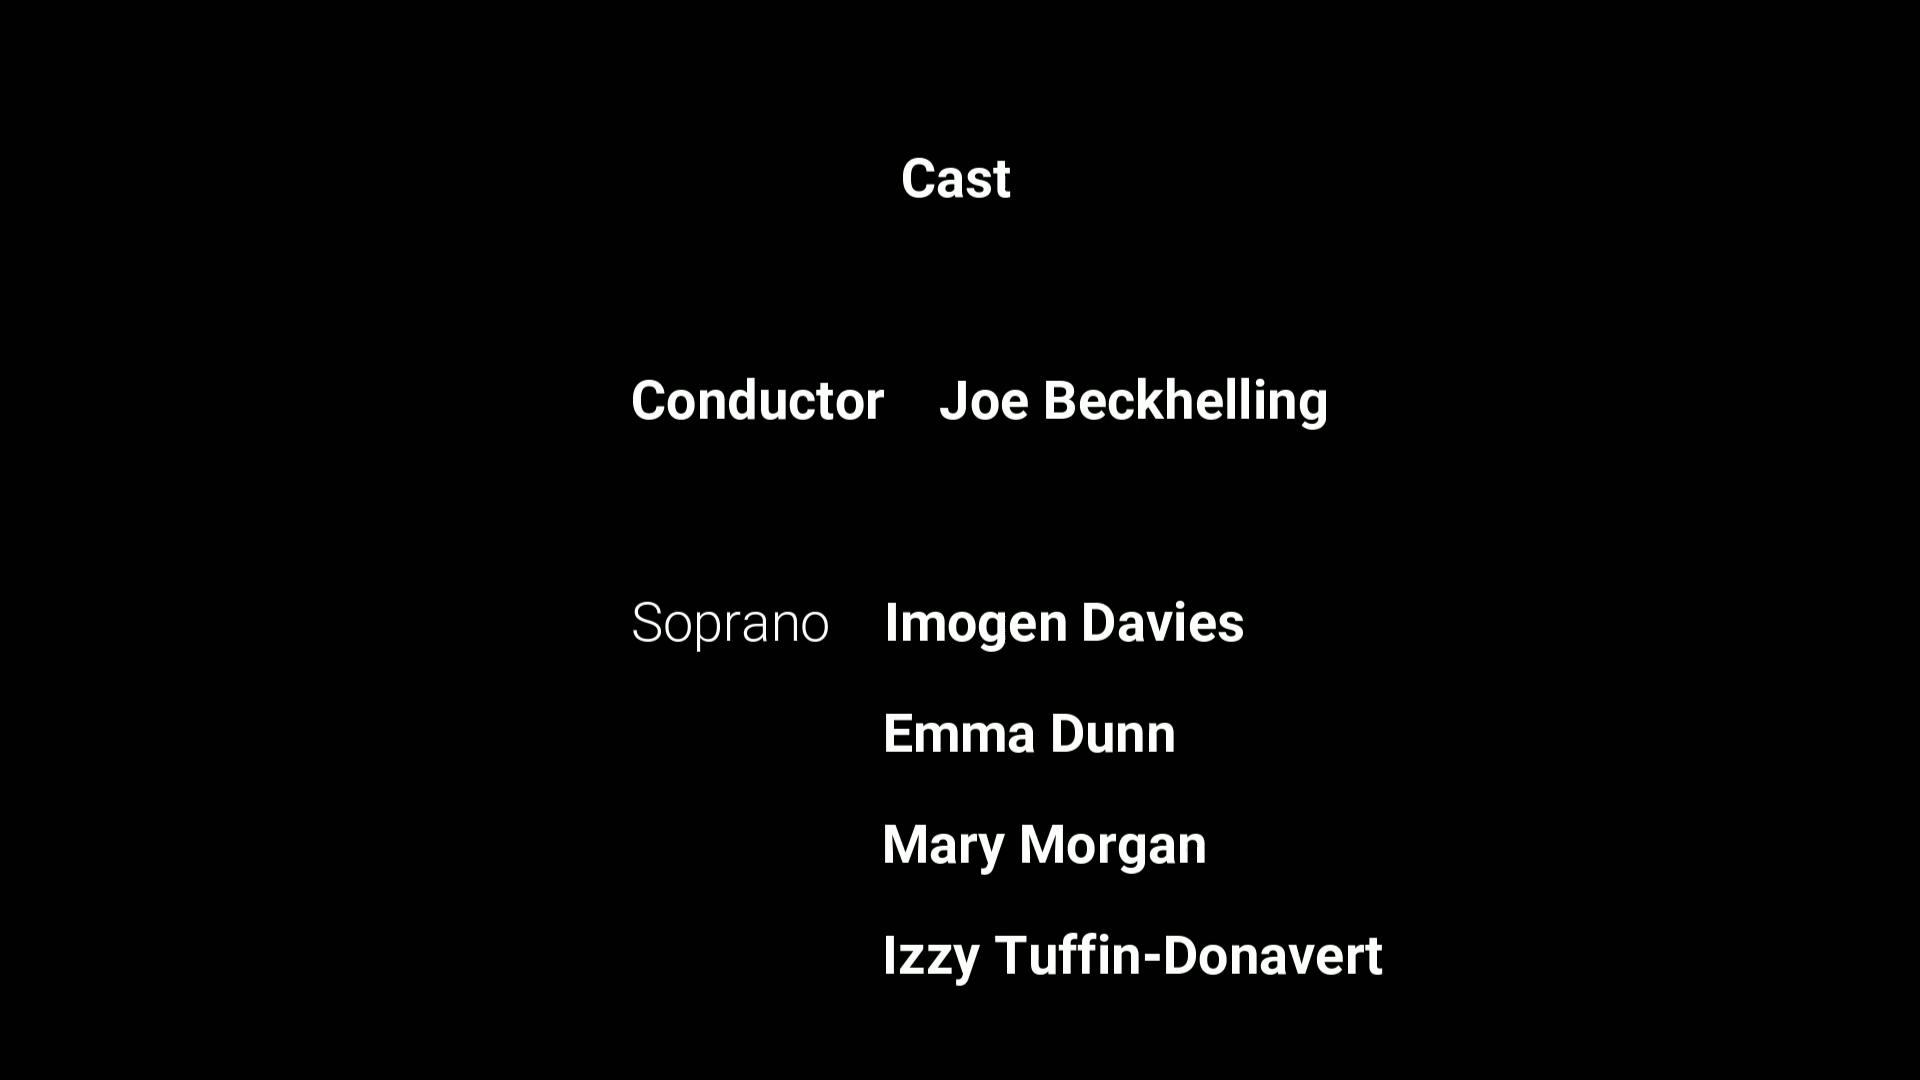 Cast
Conductor Joe Beckhelling
Soprano Imogen Davies
Emma Dunn
Mary Morgan
Izzy Tuffin-Donavert